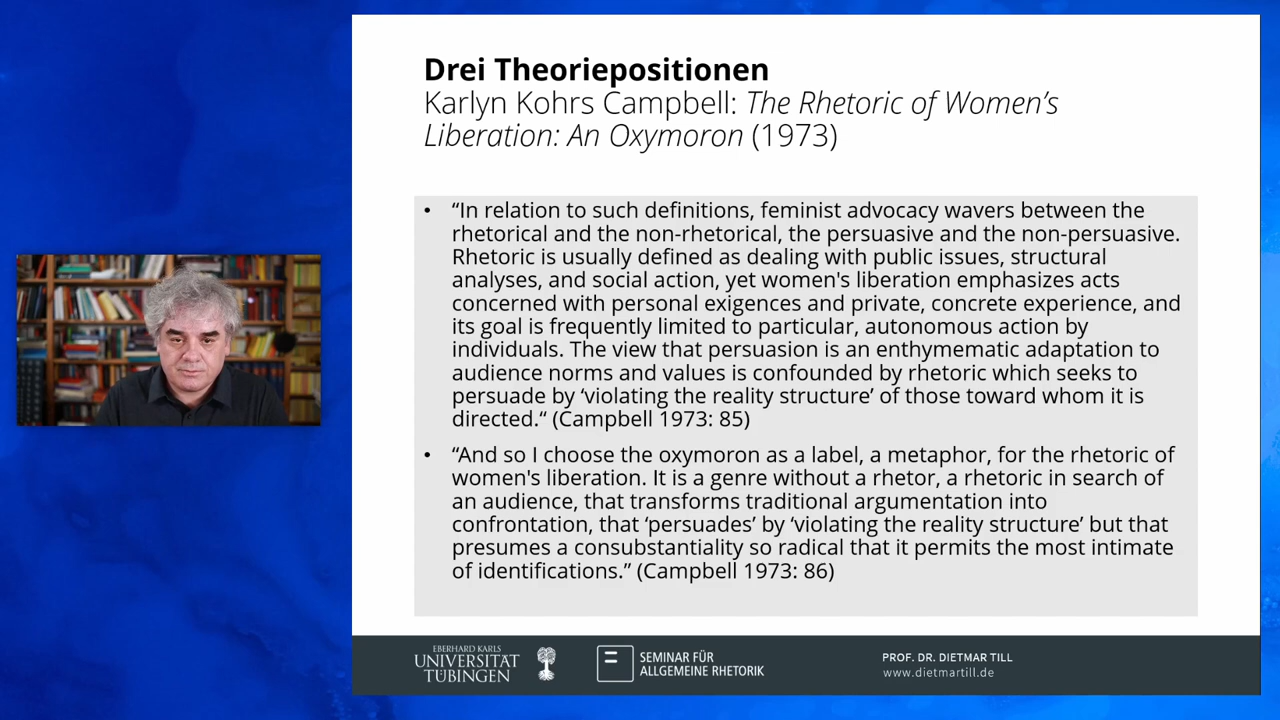 Drei Theoriepositionen
Karlyn Kohrs Campbell: The Rhetoric of Women’s
Liberation: An Oxymoron (1973)
• “In relation to such definitions, feminist advocacy wavers between the
rhetorical and the non-rhetorical, the persuasive and the non-persuasive.
Rhetoric is usually defined as dealing with public issues, structural
analyses, and social action, yet women's liberation emphasizes acts
concerned with personal exigences and private, concrete experience, and
its goal is frequently limited to particular, autonomous action by
individuals. The view that persuasion is an enthymematic adaptation to
audience norms and values is confounded by rhetoric which seeks to
persuade by ‘violating the reality structure’ of those toward whom it is
directed.“ (Campbell 1973: 85)
• “And so I choose the oxymoron as a label, a metaphor, for the rhetoric of
women's liberation. It is a genre without a rhetor, a rhetoric in search of
an audience, that transforms traditional argumentation into
confrontation, that ‘persuades’ by ‘violating the reality structure’ but that
presumes a consubstantiality so radical that it permits the most intimate
of identifications.” (Campbell 1973: 86)
EBERHARD KARLS
UNIVERSITÄT
TÜBINGEN
SEMINAR FÜR
ALLGEMEINE RHETORIK
PROF. DR. DIETMAR TILL
www.dietmartill.de